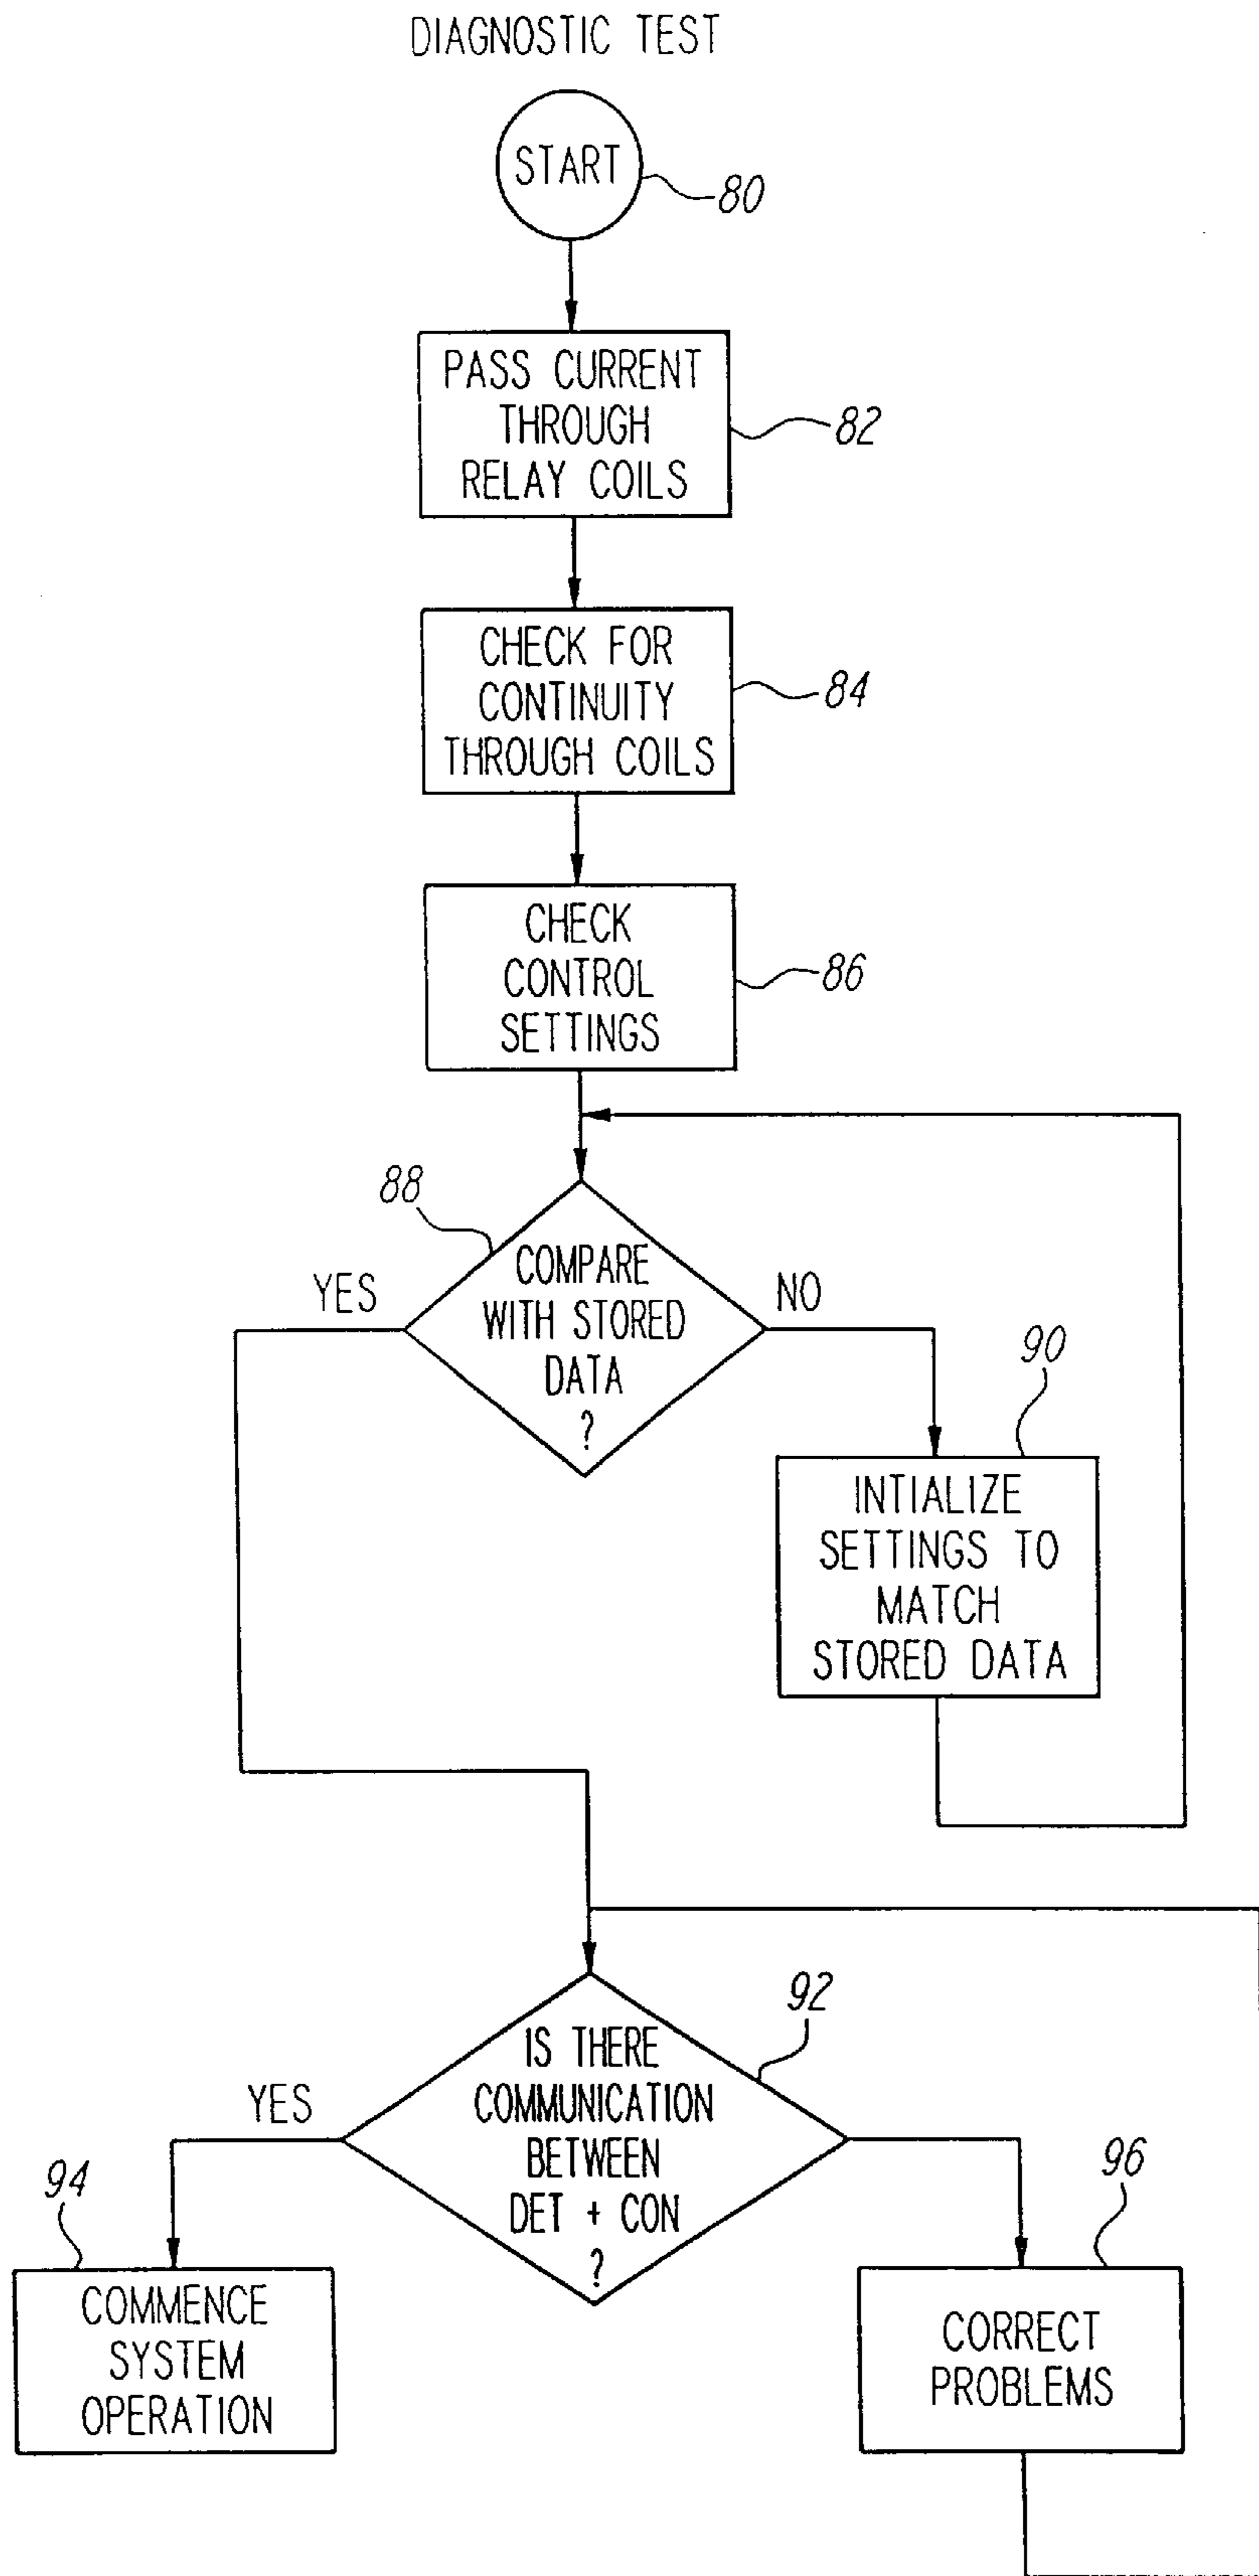 DIAGNOSTIC TEST
START
80
PASS CURRENT
THROUGH
RELAY COILS
82
CHECK FOR
CONTINUITY
THROUGH COILS
84
CHECK
CONTROL
SETTINGS
86
88
COMPARE
WITH STORED
DATA
?
YES
NO
90
INTIALIZE
SETTINGS TO
MATCH
STORED DATA
92
IS THERE
COMMUNICATION
BETWEEN
DET + CON
?
YES
94
COMMENCE
SYSTEM
OPERATION
96
CORRECT
PROBLEMS